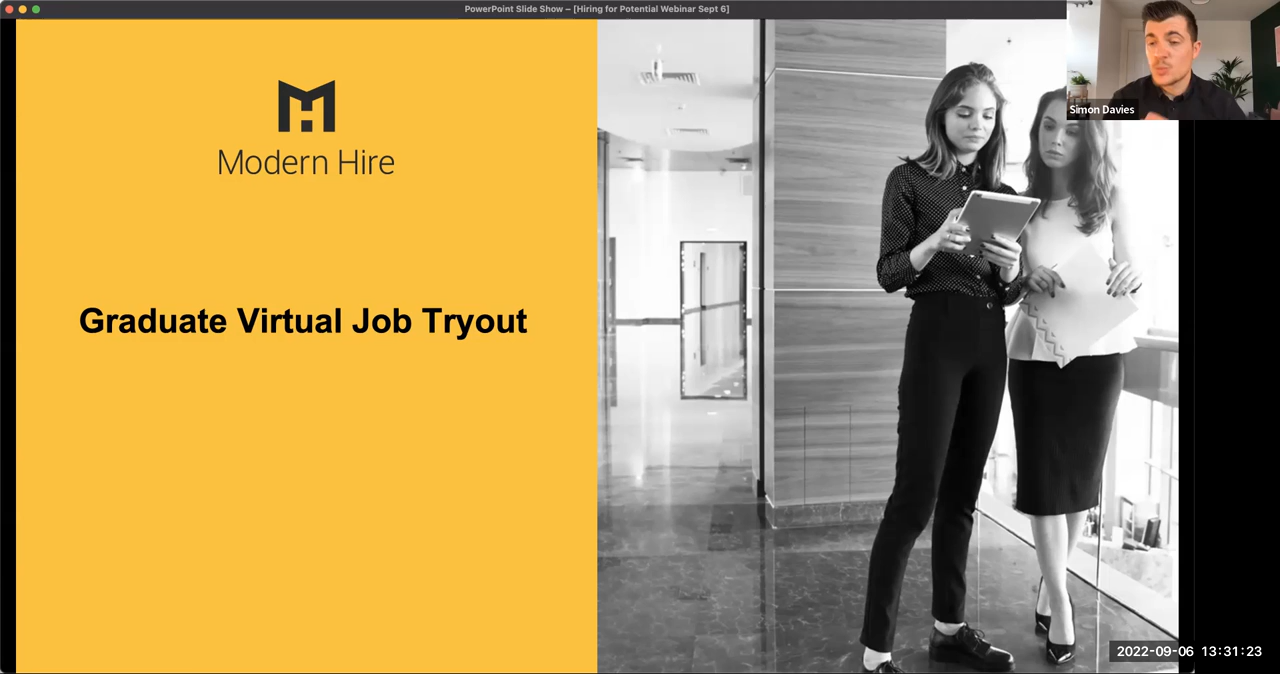 PowerPoint Slide Show – [Hiring for Potential Webinar Sept 6]
Simon Davies
Modern Hire
Graduate Virtual Job Tryout
2022-09-06 13:31:23